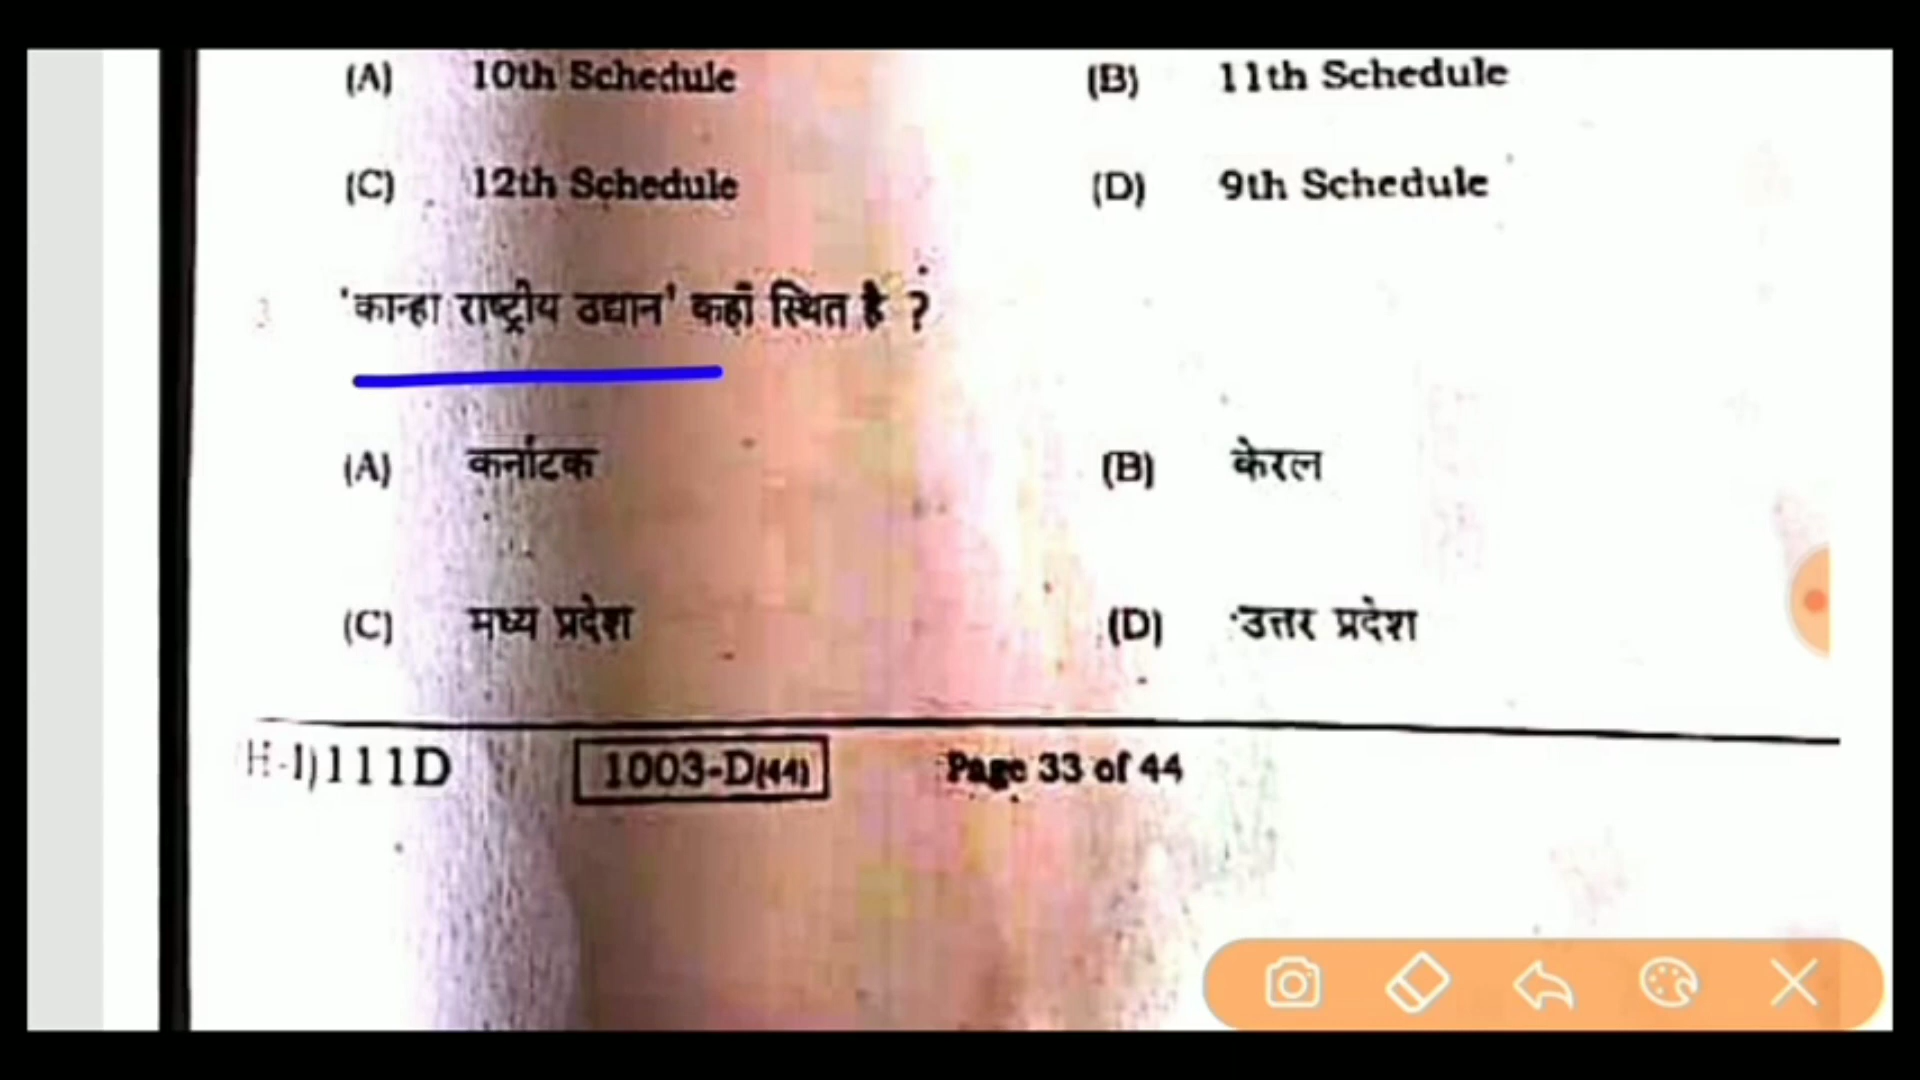 (A) 10th Schedule (B) 11th Schedule
(C) 12th Schedule (D) 9th Schedule
'कान्हा राष्ट्रीय उद्यान' कहाँ स्थित है ?
(A) कर्नाटक (B) केरल
(C) मध्य प्रदेश (D) उत्तर प्रदेश
H-I)111D 1003-D(44) Page 33 of 44